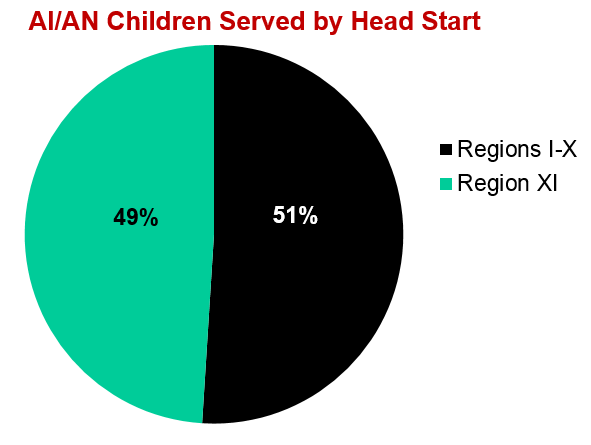 AI/AN Children Served by Head Start
Regions I-X
Region XI
49%
51%